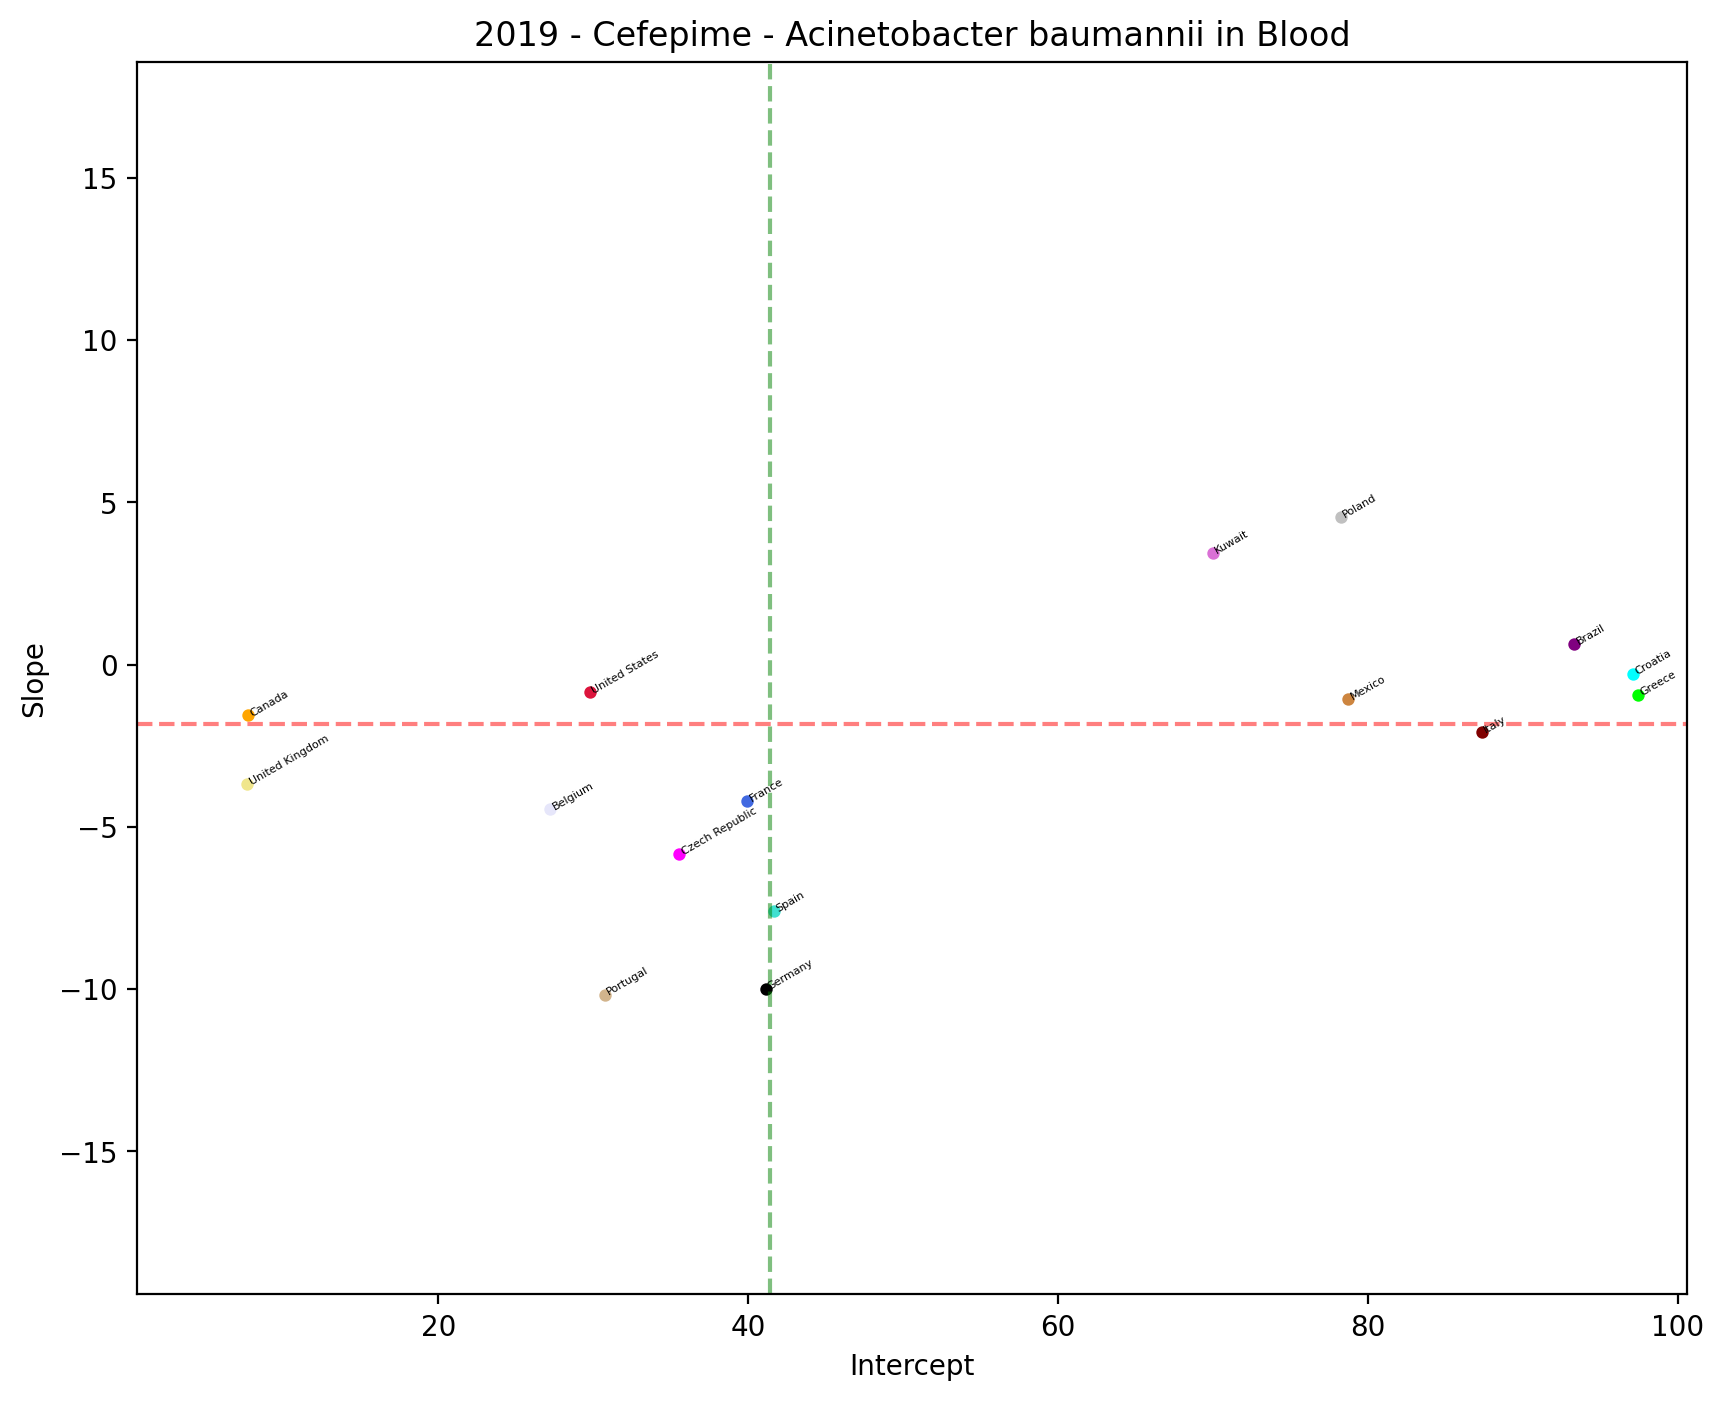 2019 - Cefepime - Acinetobacter baumannii in Blood
15
10
5
0
−5
−10
−15
Slope
Poland
Kuwait
Brazil
United States
Croatia
Greece
Mexico
Canada
Italy
United Kingdom
Belgium
France
Czech Republic
Spain
Germany
Portugal
20
40
60
80
100
Intercept